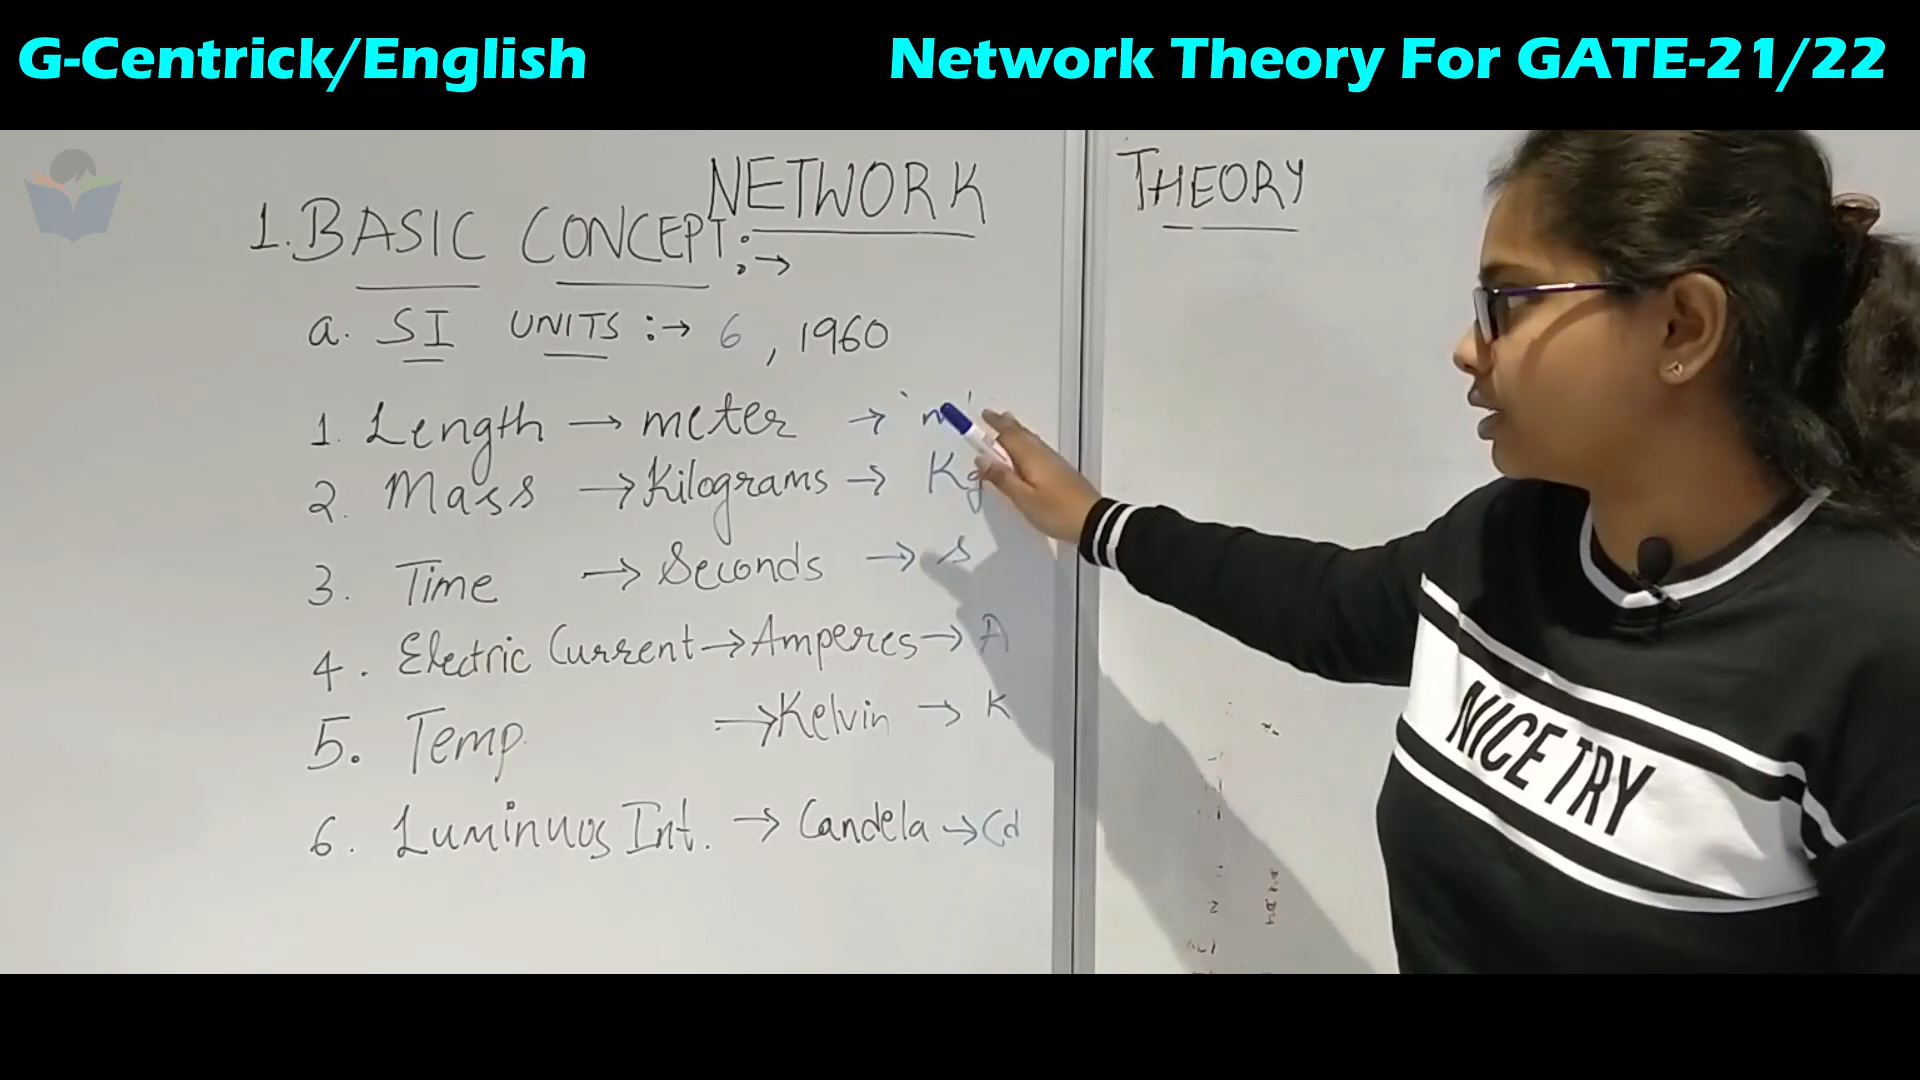 G-Centrick/English
Network Theory For GATE-21/22
NETWORK THEORY
1. BASIC CONCEPT :→
a. SI UNITS :→ 6, 1960
1. Length → meter → 'm'
2. Mass → Kilograms → Kg
3. Time → Seconds → s
4. Electric Current → Amperes → A
5. Temp → Kelvin → K
6. Luminuos Int. → Candela → Cd
NICE TRY